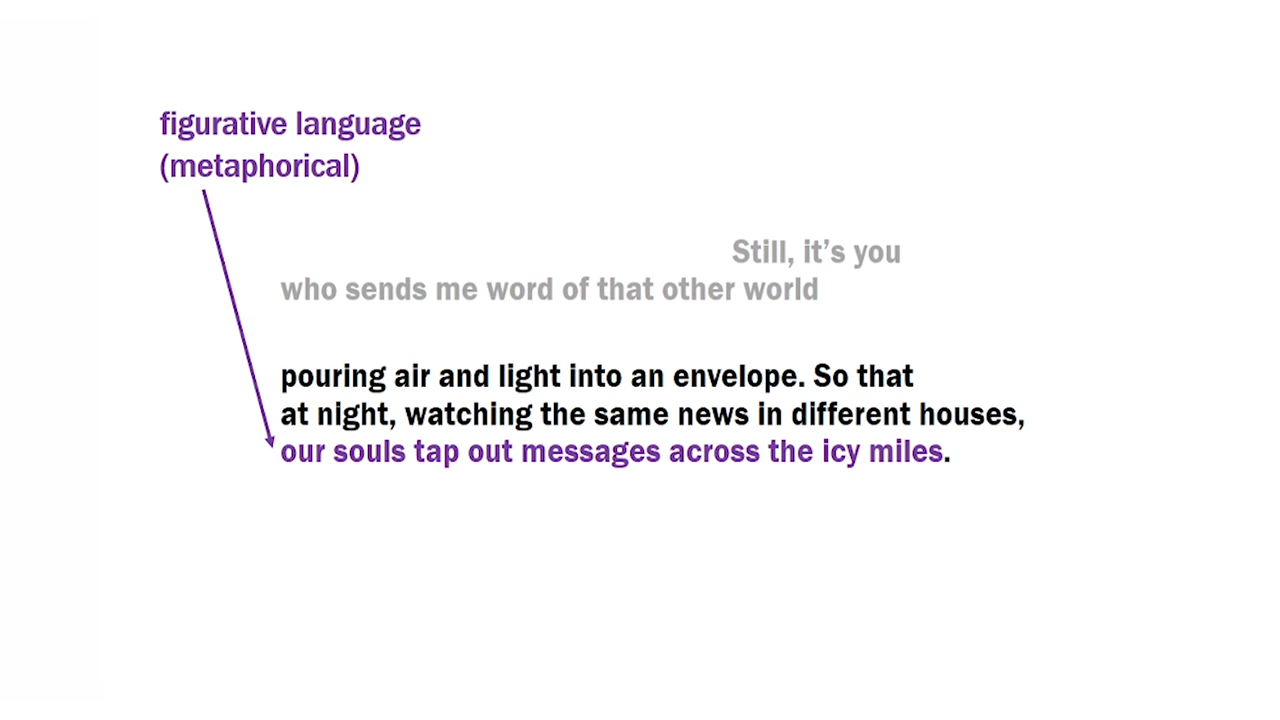 figurative language
(metaphorical)
Still, it’s you
who sends me word of that other world
pouring air and light into an envelope. So that
at night, watching the same news in different houses,
our souls tap out messages across the icy miles.